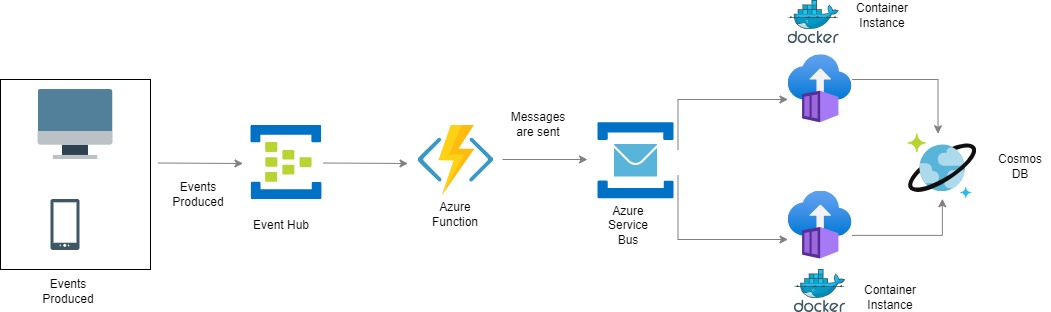 docker
Container
Instance
Messages
are sent
Events
Produced
Event Hub
Azure
Function
Azure
Service
Bus
Cosmos
DB
Events
Produced
docker
Container
Instance